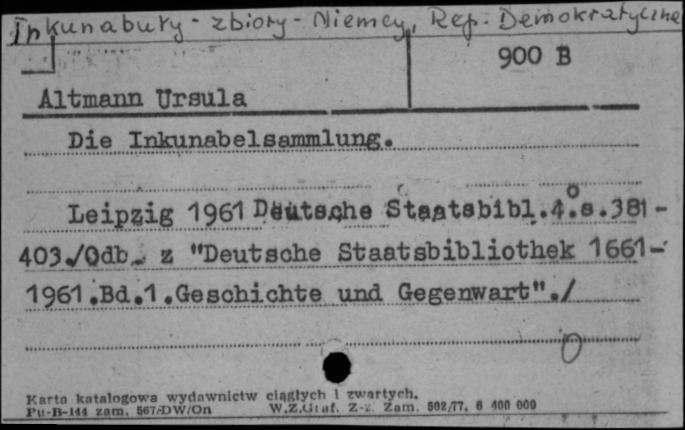 Inkunabuły - zbiory - Niemcy, Rep. Demokratyczna
900 B
Altmann Ursula
Die Inkunabelsammlung.
Leipzig 1961 Deutsche Staatsbibl.4.°s.381-
403./Odb. z "Deutsche Staatsbibliothek 1661-
1961.Bd.1.Geschichte und Gegenwart"./
Karta katalogowa wydawnictw ciągłych i zwartych.
Pu-B-144 zam. 567/DW/On W.Z.Graf. Z-z. Zam. 502/77. 6 400 000